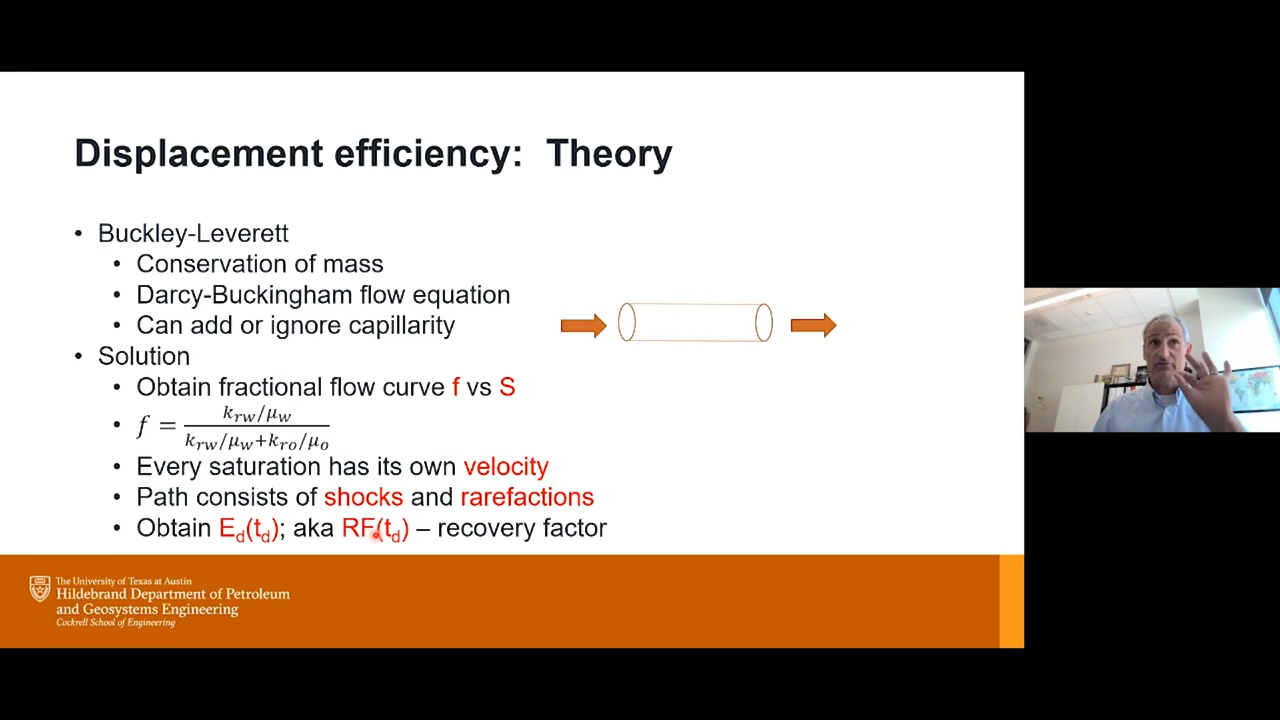 Displacement efficiency: Theory
• Buckley-Leverett
• Conservation of mass
• Darcy-Buckingham flow equation
• Can add or ignore capillarity
• Solution
• Obtain fractional flow curve f vs S
• f = (k_rw/μ_w)/(k_rw/μ_w+k_ro/μ_o)
• Every saturation has its own velocity
• Path consists of shocks and rarefactions
• Obtain E_d(t_d); aka RF(t_d) – recovery factor
The University of Texas at Austin
Hildebrand Department of Petroleum
and Geosystems Engineering
Cockrell School of Engineering